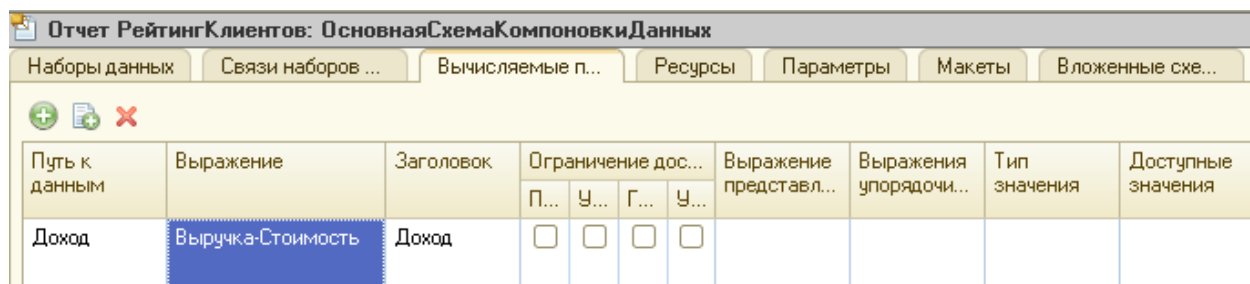 Отчет РейтингКлиентов: ОсновнаяСхемаКомпоновкиДанных
Наборы данных Связи наборов ... Вычисляемые п... Ресурсы Параметры Макеты Вложенные схе...
Путь к данным Выражение Заголовок Ограничение дос... Выражение представл... Выражения упорядочи... Тип значения Доступные значения
П... У... Г... У...
Доход Выручка-Стоимость Доход